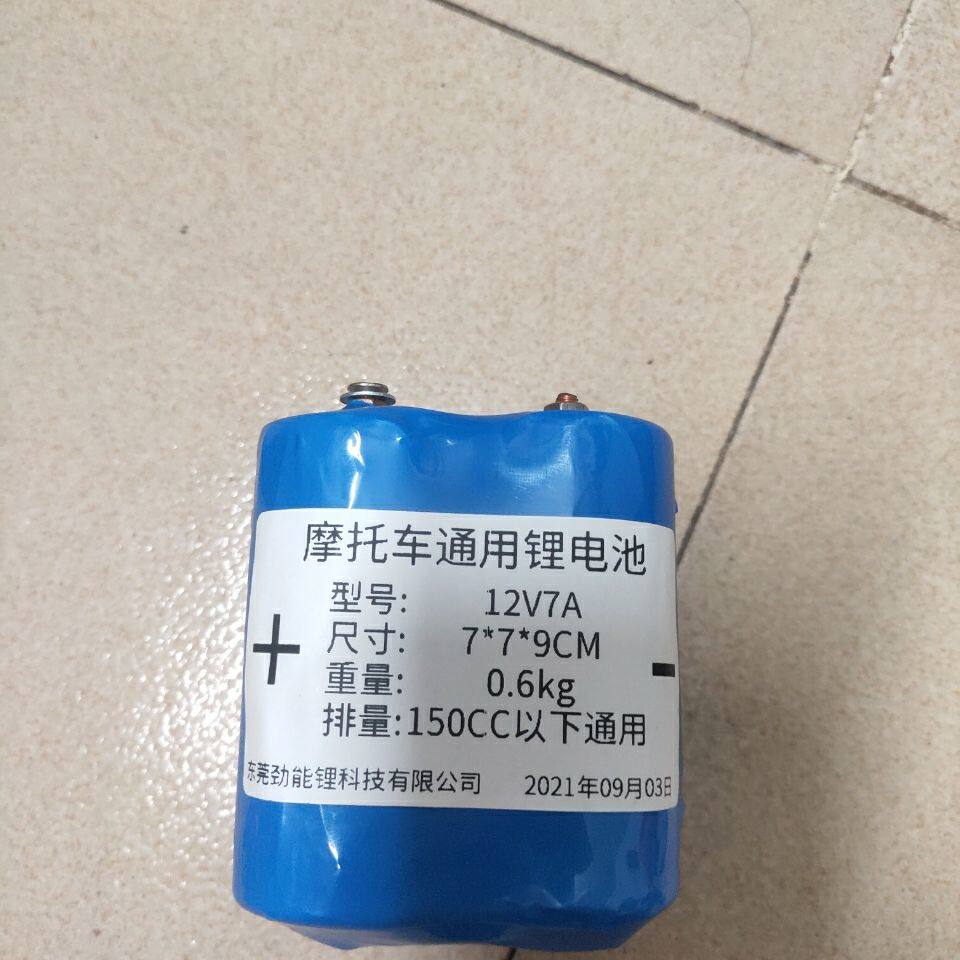 摩托车通用锂电池
型号: 12V7A
尺寸: 7*7*9CM
重量: 0.6kg
排量:150CC以下通用
+ -
东莞劲能锂科技有限公司 2021年09月03日